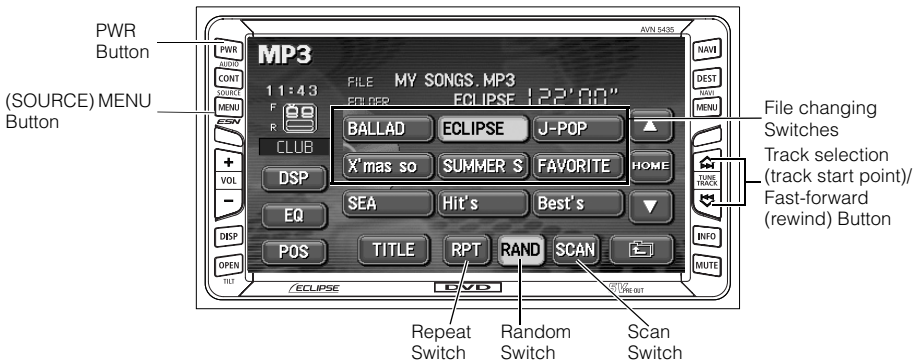 PWR
Button
(SOURCE) MENU
Button
AVN 5435
PWR
AUDIO
CONT
SOURCE
MENU
ESN
+
VOL
−
DISP
OPEN
TILT
MP3
11:43
F
R
CLUB
DSP
EQ
POS
FILE MY SONGS.MP3
FOLDER ECLIPSE 122'00"
BALLAD ECLIPSE J-POP
X'mas so SUMMER S FAVORITE
HOME
SEA Hit's Best's
TITLE RPT RAND SCAN
NAVI
DEST
NAVI
MENU
TUNE
TRACK
INFO
MUTE
ECLIPSE
DVD
5V PRE OUT
File changing
Switches
Track selection
(track start point)/
Fast-forward
(rewind) Button
Repeat
Switch
Random
Switch
Scan
Switch